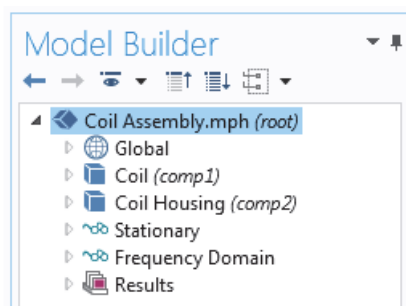 Model Builder
Coil Assembly.mph (root)
Global
Coil (comp1)
Coil Housing (comp2)
Stationary
Frequency Domain
Results